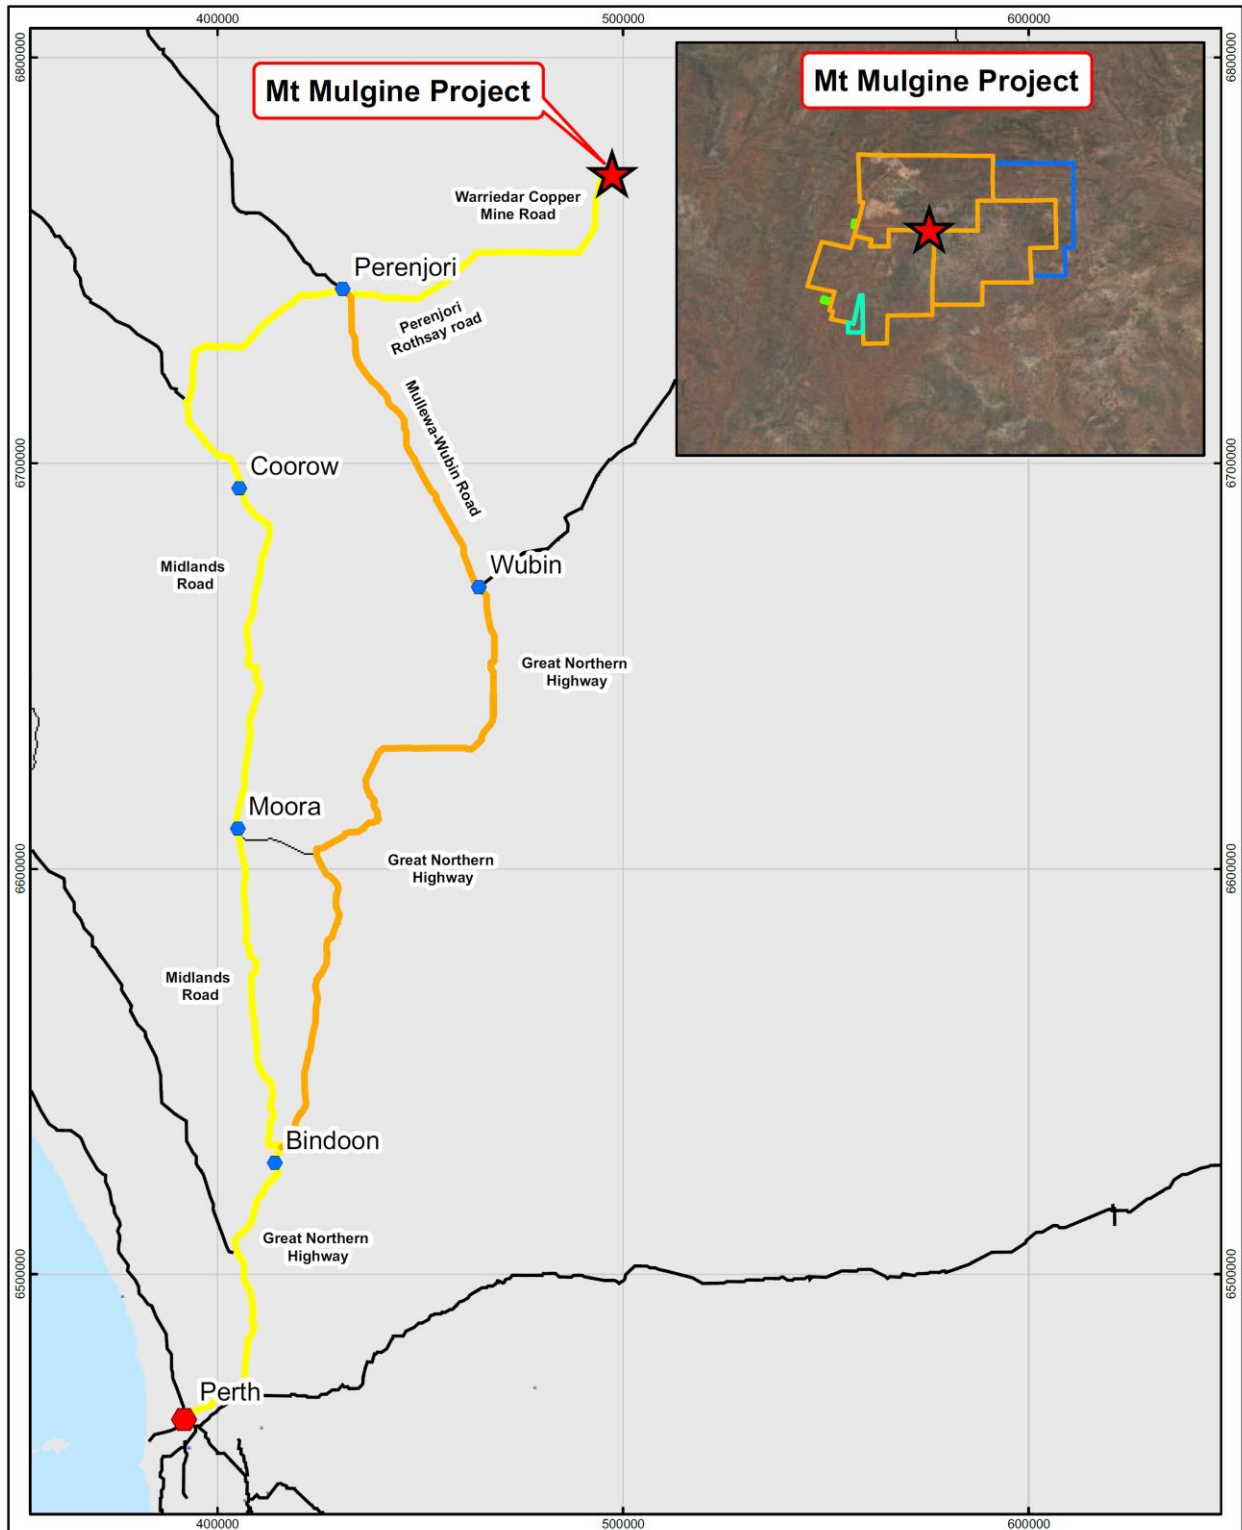 400000
500000
600000
6800000
6800000
Mt Mulgine Project
Mt Mulgine Project
Warriedar Copper
Mine Road
Perenjori
Perenjori
Rothsay road
Mullewa-Wubin Road
6700000
Coorow
6700000
Midlands
Road
Wubin
Great Northern
Highway
Moora
6600000
Great Northern
Highway
6600000
Midlands
Road
Bindoon
Great Northern
Highway
6500000
6500000
Perth
400000
500000
600000